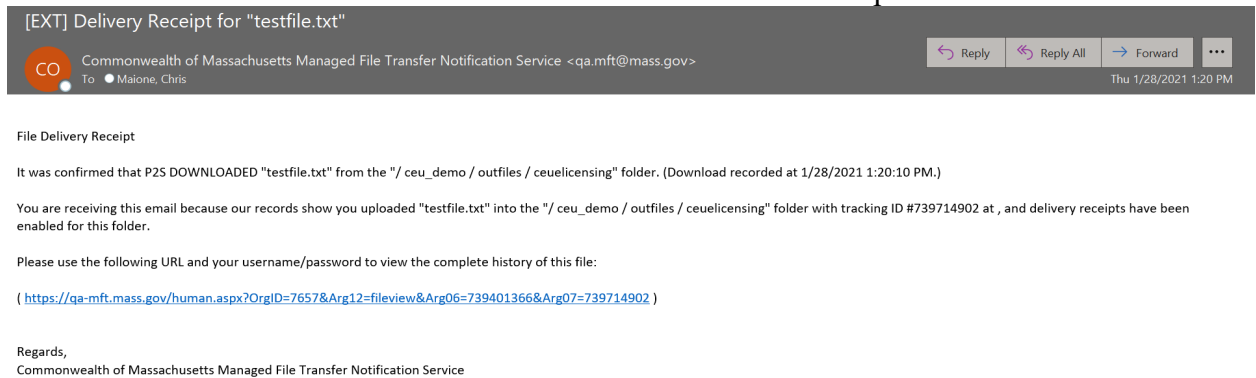 [EXT] Delivery Receipt for "testfile.txt"
CO
Commonwealth of Massachusetts Managed File Transfer Notification Service <qa.mft@mass.gov>
To Maione, Chris
Reply Reply All Forward ...
Thu 1/28/2021 1:20 PM
File Delivery Receipt
It was confirmed that P2S DOWNLOADED "testfile.txt" from the "/ ceu_demo / outfiles / ceuelicensing" folder. (Download recorded at 1/28/2021 1:20:10 PM.)
You are receiving this email because our records show you uploaded "testfile.txt" into the "/ ceu_demo / outfiles / ceuelicensing" folder with tracking ID #739714902 at , and delivery receipts have been
enabled for this folder.
Please use the following URL and your username/password to view the complete history of this file:
( https://qa-mft.mass.gov/human.aspx?OrgID=7657&Arg12=fileview&Arg06=739401366&Arg07=739714902 )
Regards,
Commonwealth of Massachusetts Managed File Transfer Notification Service